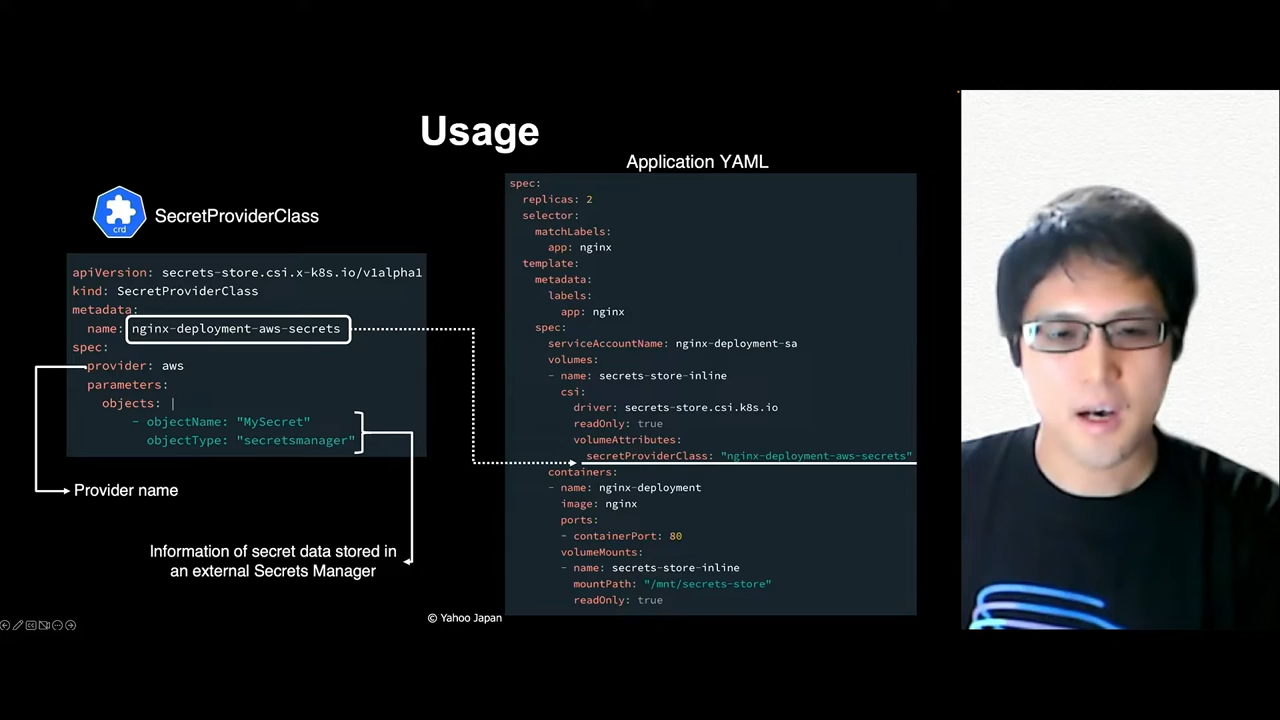 Usage
SecretProviderClass
crd
apiVersion: secrets-store.csi.x-k8s.io/v1alpha1
kind: SecretProviderClass
metadata:
name: nginx-deployment-aws-secrets
spec:
provider: aws
parameters:
objects: |
- objectName: "MySecret"
objectType: "secretsmanager"
Provider name
Information of secret data stored in
an external Secrets Manager
Application YAML
spec:
replicas: 2
selector:
matchLabels:
app: nginx
template:
metadata:
labels:
app: nginx
spec:
serviceAccountName: nginx-deployment-sa
volumes:
- name: secrets-store-inline
csi:
driver: secrets-store.csi.k8s.io
readOnly: true
volumeAttributes:
secretProviderClass: "nginx-deployment-aws-secrets"
containers:
- name: nginx-deployment
image: nginx
ports:
- containerPort: 80
volumeMounts:
- name: secrets-store-inline
mountPath: "/mnt/secrets-store"
readOnly: true
© Yahoo Japan